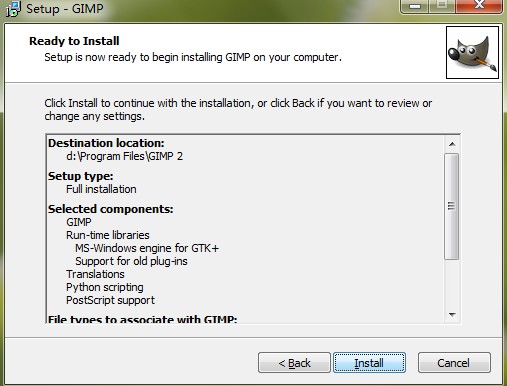 Setup - GIMP
Ready to Install
Setup is now ready to begin installing GIMP on your computer.
Click Install to continue with the installation, or click Back if you want to review or
change any settings.
Destination location:
d:\Program Files\GIMP 2
Setup type:
Full installation
Selected components:
GIMP
Run-time libraries
MS-Windows engine for GTK+
Support for old plug-ins
Translations
Python scripting
PostScript support
File types to associate with GIMP:
< Back
Install
Cancel